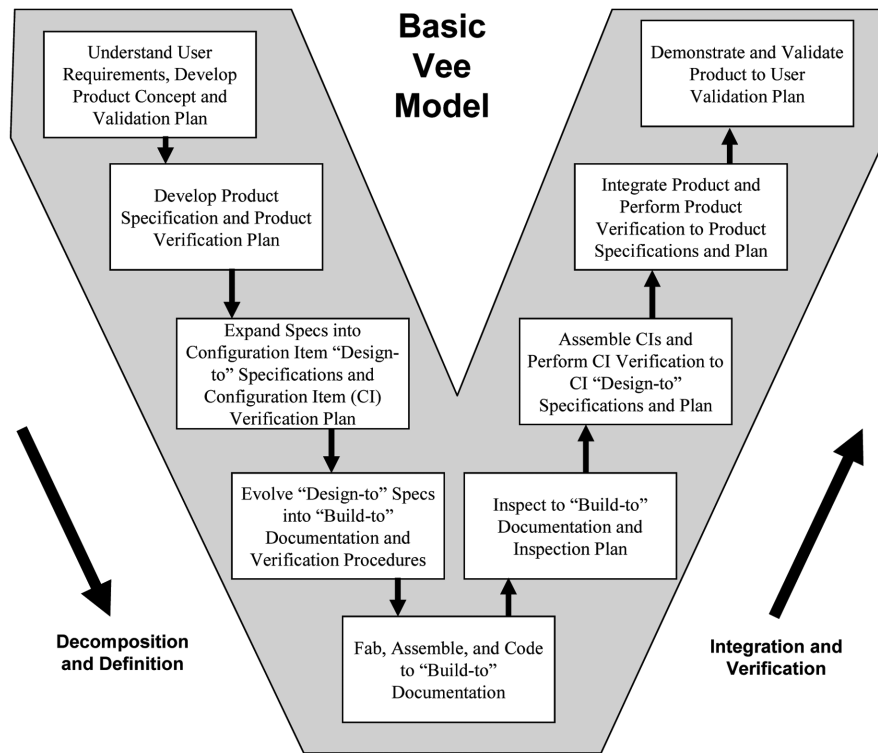 Basic
Vee
Model
Understand User
Requirements, Develop
Product Concept and
Validation Plan
Develop Product
Specification and Product
Verification Plan
Expand Specs into
Configuration Item “Design-
to” Specifications and
Configuration Item (CI)
Verification Plan
Evolve “Design-to” Specs
into “Build-to”
Documentation and
Verification Procedures
Fab, Assemble, and Code
to “Build-to”
Documentation
Inspect to “Build-to”
Documentation and
Inspection Plan
Assemble CIs and
Perform CI Verification to
CI “Design-to”
Specifications and Plan
Integrate Product and
Perform Product
Verification to Product
Specifications and Plan
Demonstrate and Validate
Product to User
Validation Plan
Decomposition
and Definition
Integration and
Verification